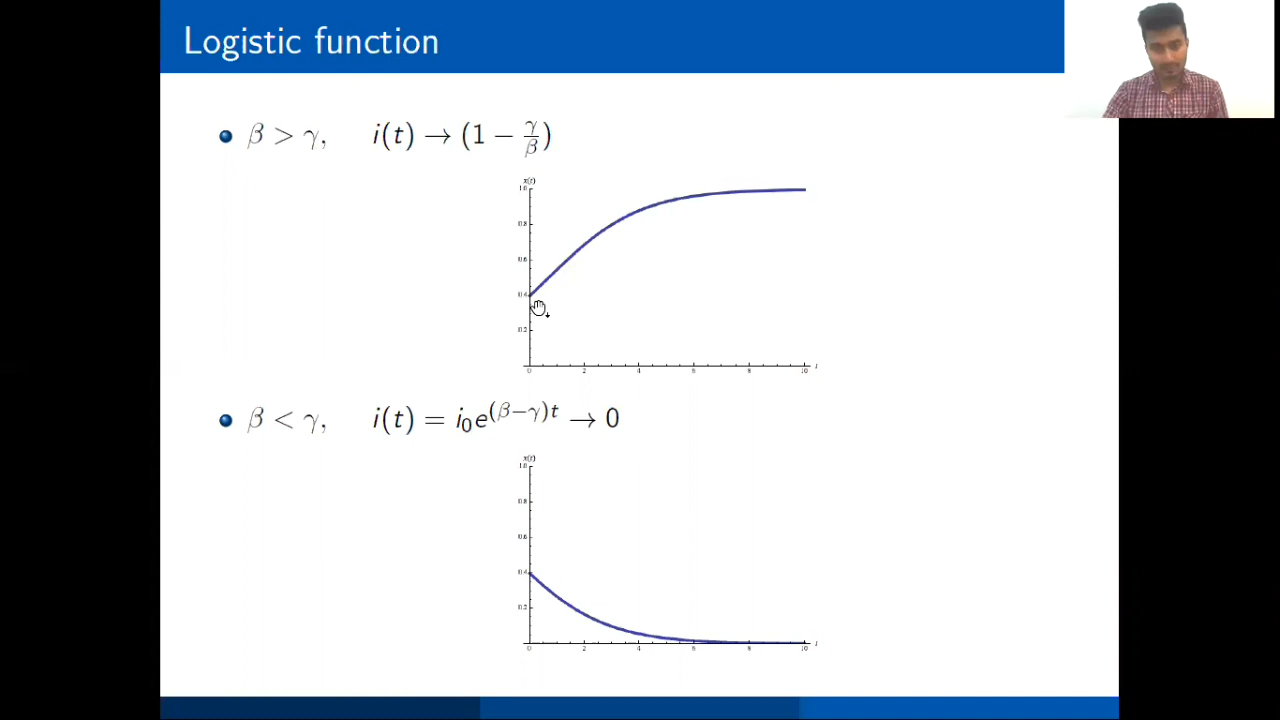 Logistic function
β > γ, i(t) → (1 − γ/β)
x(t)
1.0
0.8
0.6
0.4
0.2
0 2 4 6 8 10 t
β < γ, i(t) = i₀e^(β−γ)t → 0
x(t)
1.0
0.8
0.6
0.4
0.2
0 2 4 6 8 10 t